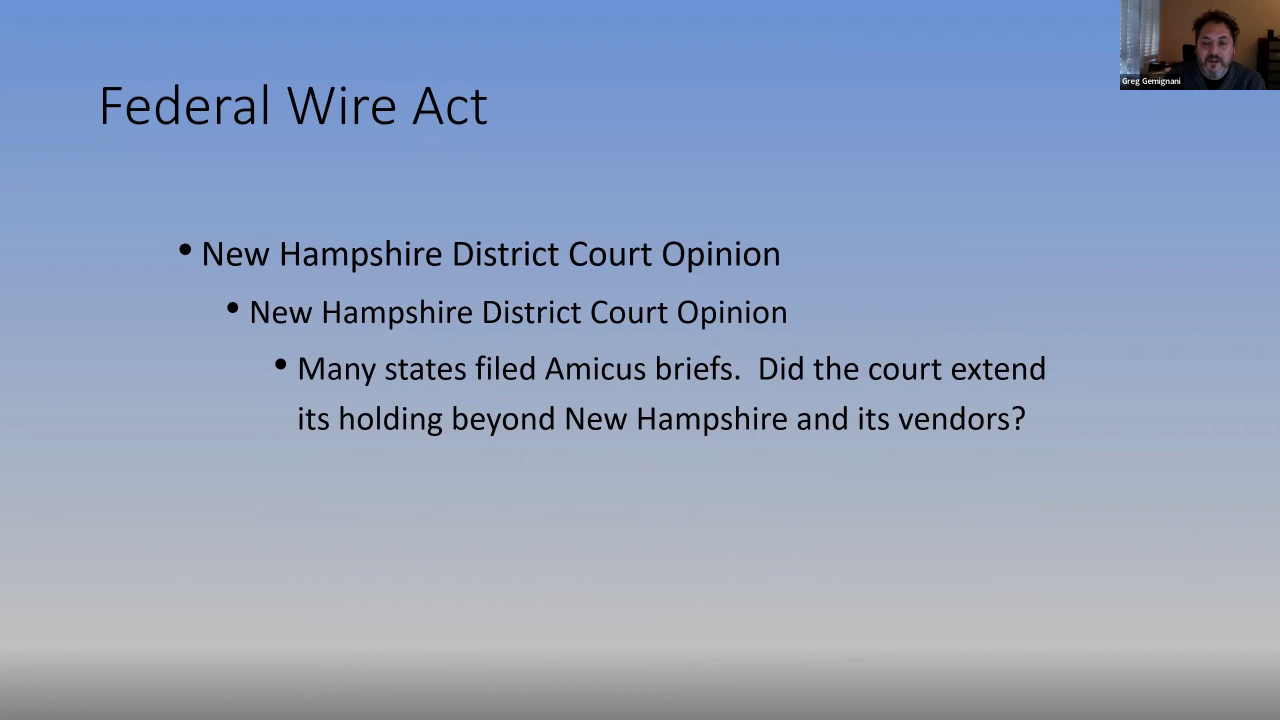 Greg Gemignani
Federal Wire Act
• New Hampshire District Court Opinion
• New Hampshire District Court Opinion
• Many states filed Amicus briefs.  Did the court extend
its holding beyond New Hampshire and its vendors?